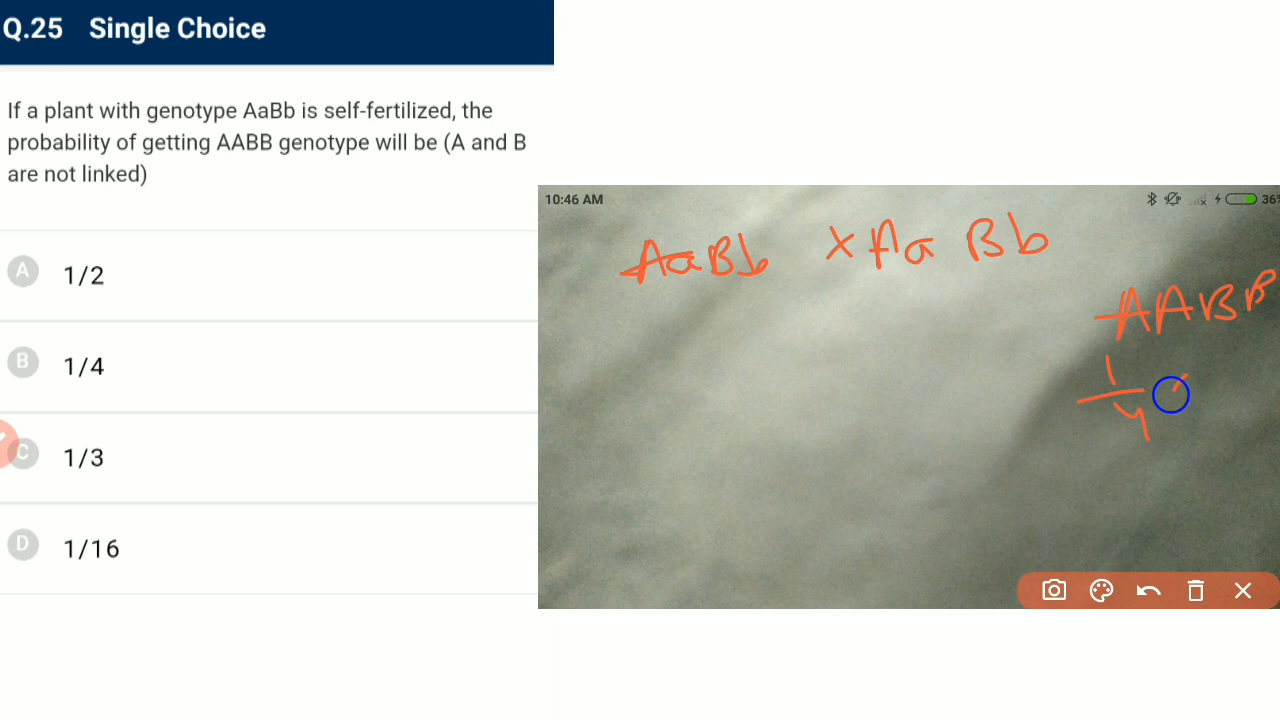 Q.25 Single Choice
If a plant with genotype AaBb is self-fertilized, the
probability of getting AABB genotype will be (A and B
are not linked)
A 1/2
B 1/4
C 1/3
D 1/16
10:46 AM 36%
AaBb × Aa Bb
AABB
1
4